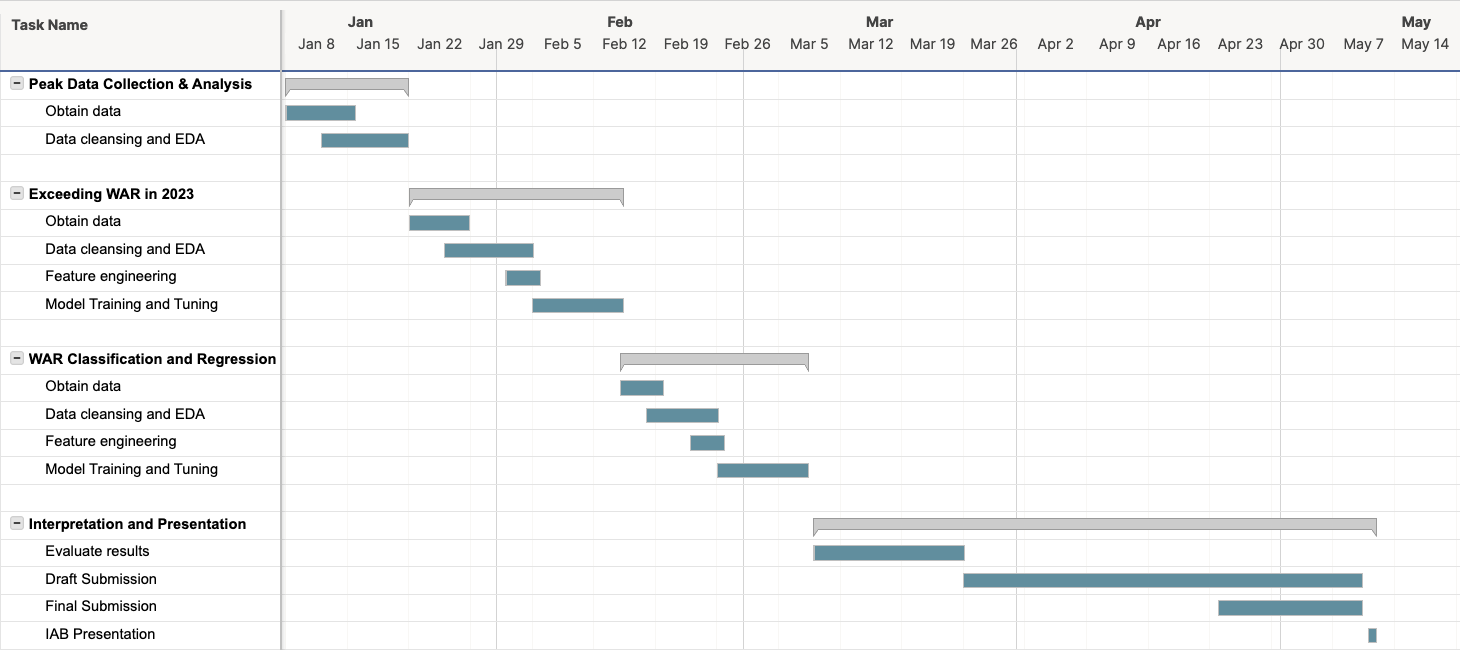 Task Name
Jan Feb Mar Apr May
Jan 8 Jan 15 Jan 22 Jan 29 Feb 5 Feb 12 Feb 19 Feb 26 Mar 5 Mar 12 Mar 19 Mar 26 Apr 2 Apr 9 Apr 16 Apr 23 Apr 30 May 7 May 14
Peak Data Collection & Analysis
Obtain data
Data cleansing and EDA
Exceeding WAR in 2023
Obtain data
Data cleansing and EDA
Feature engineering
Model Training and Tuning
WAR Classification and Regression
Obtain data
Data cleansing and EDA
Feature engineering
Model Training and Tuning
Interpretation and Presentation
Evaluate results
Draft Submission
Final Submission
IAB Presentation